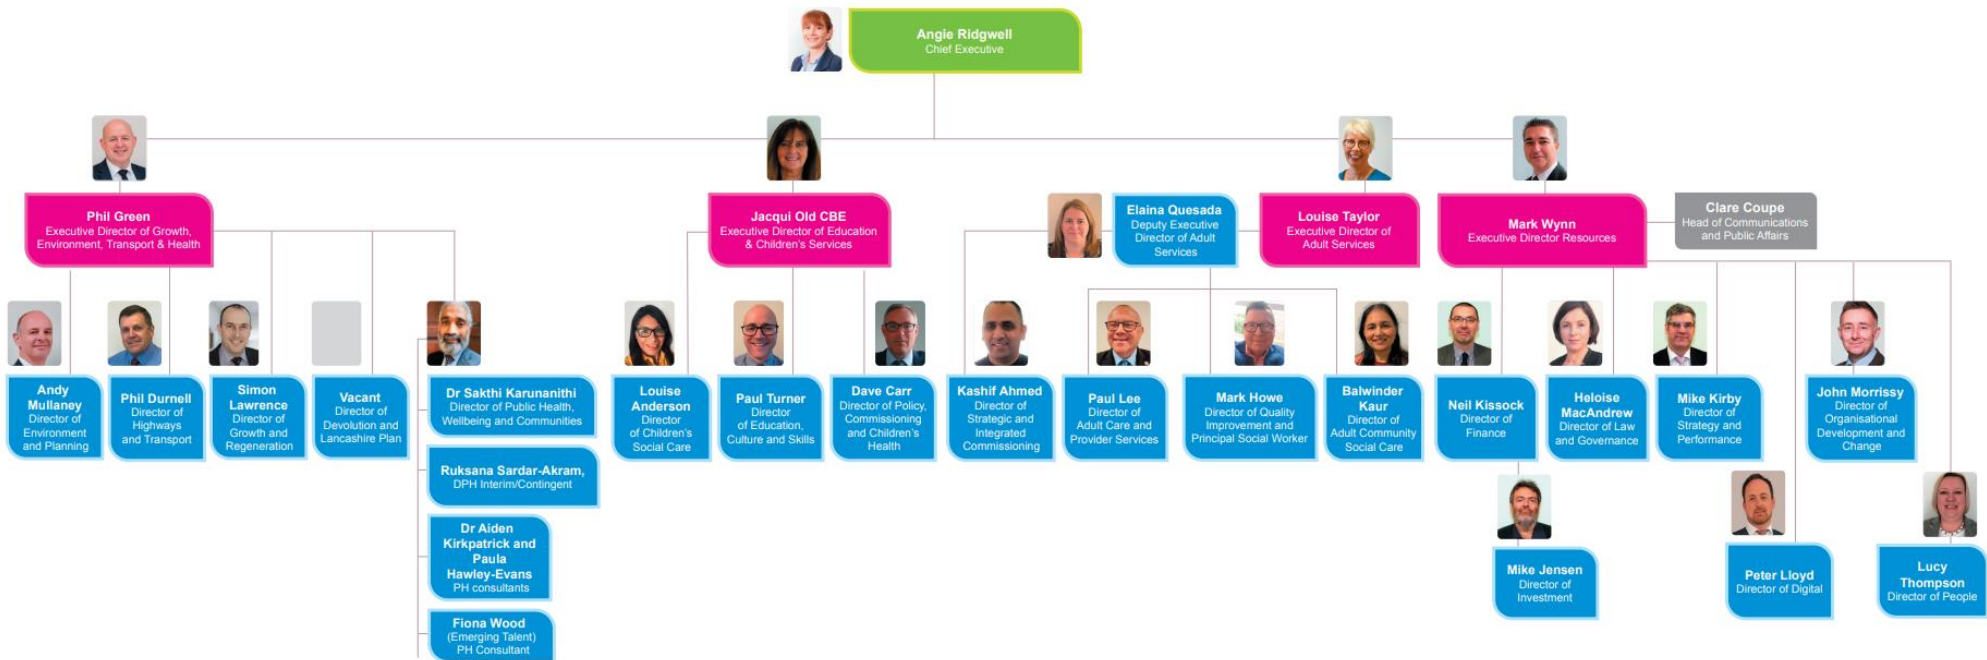 Angie Ridgwell
Chief Executive
Phil Green
Executive Director of Growth,
Environment, Transport & Health
Jacqui Old CBE
Executive Director of Education
& Children's Services
Elaina Quesada
Deputy Executive
Director of Adult
Services
Louise Taylor
Executive Director of
Adult Services
Mark Wynn
Executive Director Resources
Clare Coupe
Head of Communications
and Public Affairs
Andy
Mullaney
Director of
Environment
and Planning
Phil Durnell
Director of
Highways
and Transport
Simon
Lawrence
Director of
Growth and
Regeneration
Vacant
Director of
Devolution and
Lancashire Plan
Dr Sakthi Karunanithi
Director of Public Health,
Wellbeing and Communities
Louise
Anderson
Director
of Children's
Social Care
Paul Turner
Director
of Education,
Culture and Skills
Dave Carr
Director of Policy,
Commissioning
and Children's
Health
Kashif Ahmed
Director of
Strategic and
Integrated
Commissioning
Paul Lee
Director of
Adult Care and
Provider Services
Mark Howe
Director of Quality
Improvement and
Principal Social Worker
Balwinder
Kaur
Director of
Adult Community
Social Care
Neil Kissock
Director of
Finance
Heloise
MacAndrew
Director of Law
and Governance
Mike Kirby
Director of
Strategy and
Performance
John Morrissy
Director of
Organisational
Development and
Change
Ruksana Sardar-Akram,
DPH Interim/Contingent
Dr Aiden
Kirkpatrick and
Paula
Hawley-Evans
PH consultants
Fiona Wood
(Emerging Talent)
PH Consultant
Mike Jensen
Director of
Investment
Peter Lloyd
Director of Digital
Lucy
Thompson
Director of People